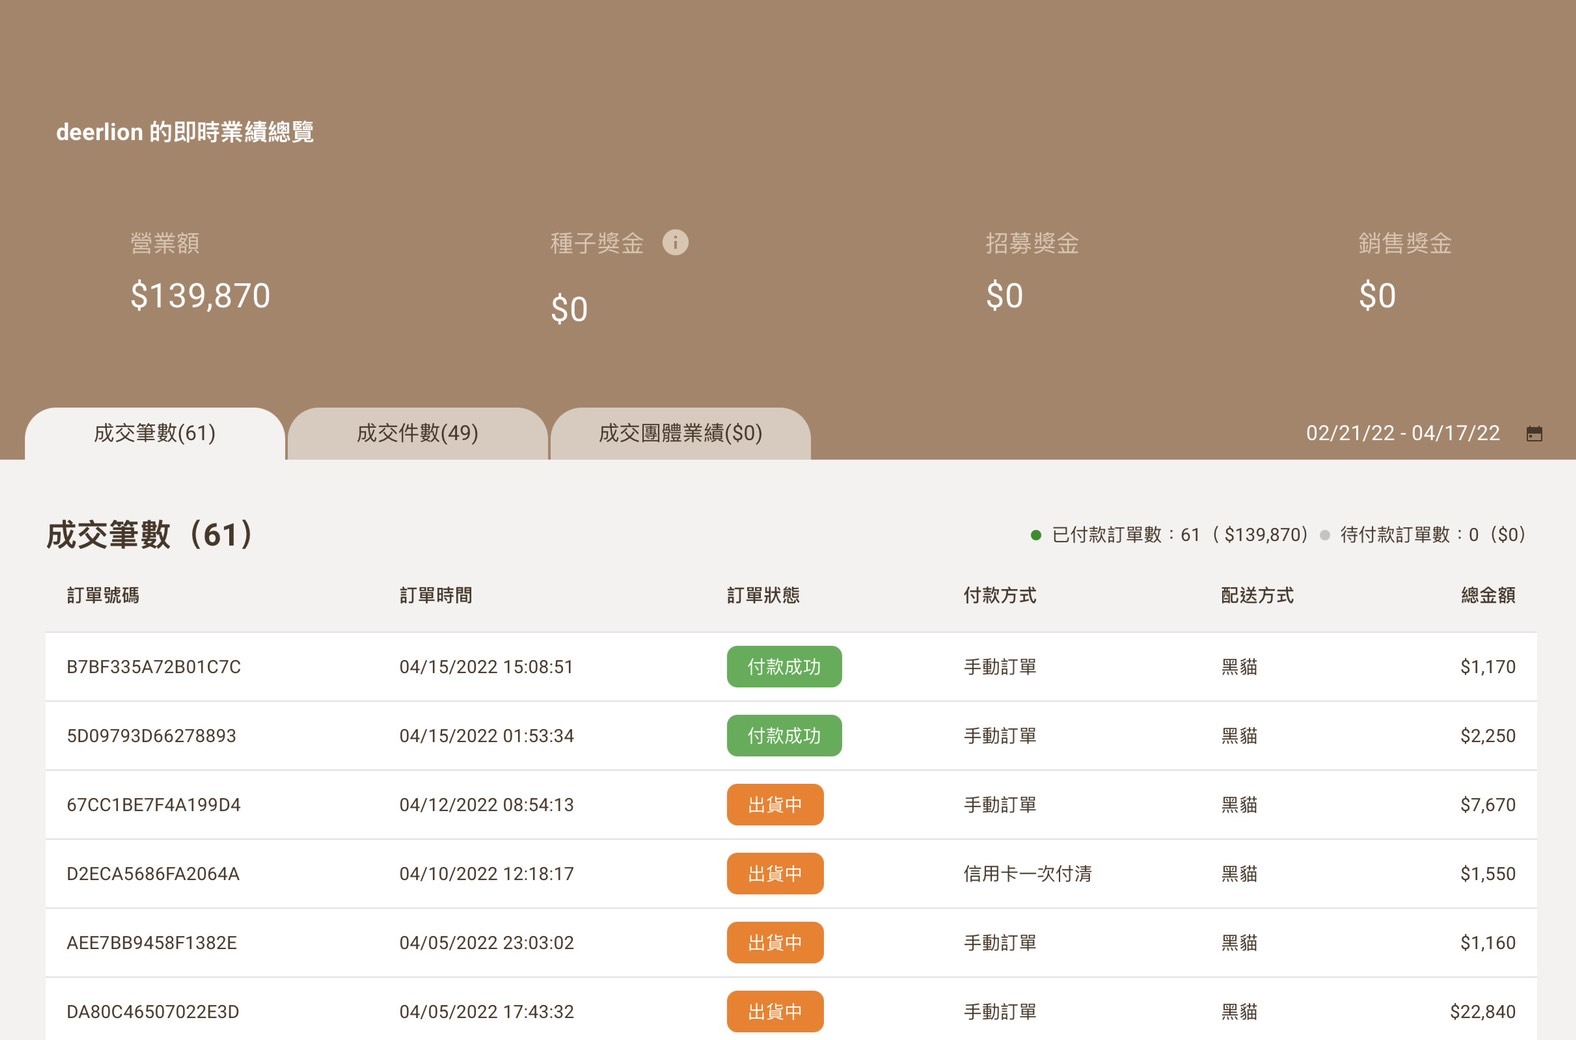 deerlion 的即時業績總覽
營業額 種子獎金 招募獎金 銷售獎金
$139,870 $0 $0 $0
成交筆數(61) 成交件數(49) 成交團體業績($0) 02/21/22 - 04/17/22
成交筆數（61） 已付款訂單數：61（ $139,870） 待付款訂單數：0（$0）
訂單號碼 訂單時間 訂單狀態 付款方式 配送方式 總金額
B7BF335A72B01C7C 04/15/2022 15:08:51 付款成功 手動訂單 黑貓 $1,170
5D09793D66278893 04/15/2022 01:53:34 付款成功 手動訂單 黑貓 $2,250
67CC1BE7F4A199D4 04/12/2022 08:54:13 出貨中 手動訂單 黑貓 $7,670
D2ECA5686FA2064A 04/10/2022 12:18:17 出貨中 信用卡一次付清 黑貓 $1,550
AEE7BB9458F1382E 04/05/2022 23:03:02 出貨中 手動訂單 黑貓 $1,160
DA80C46507022E3D 04/05/2022 17:43:32 出貨中 手動訂單 黑貓 $22,840